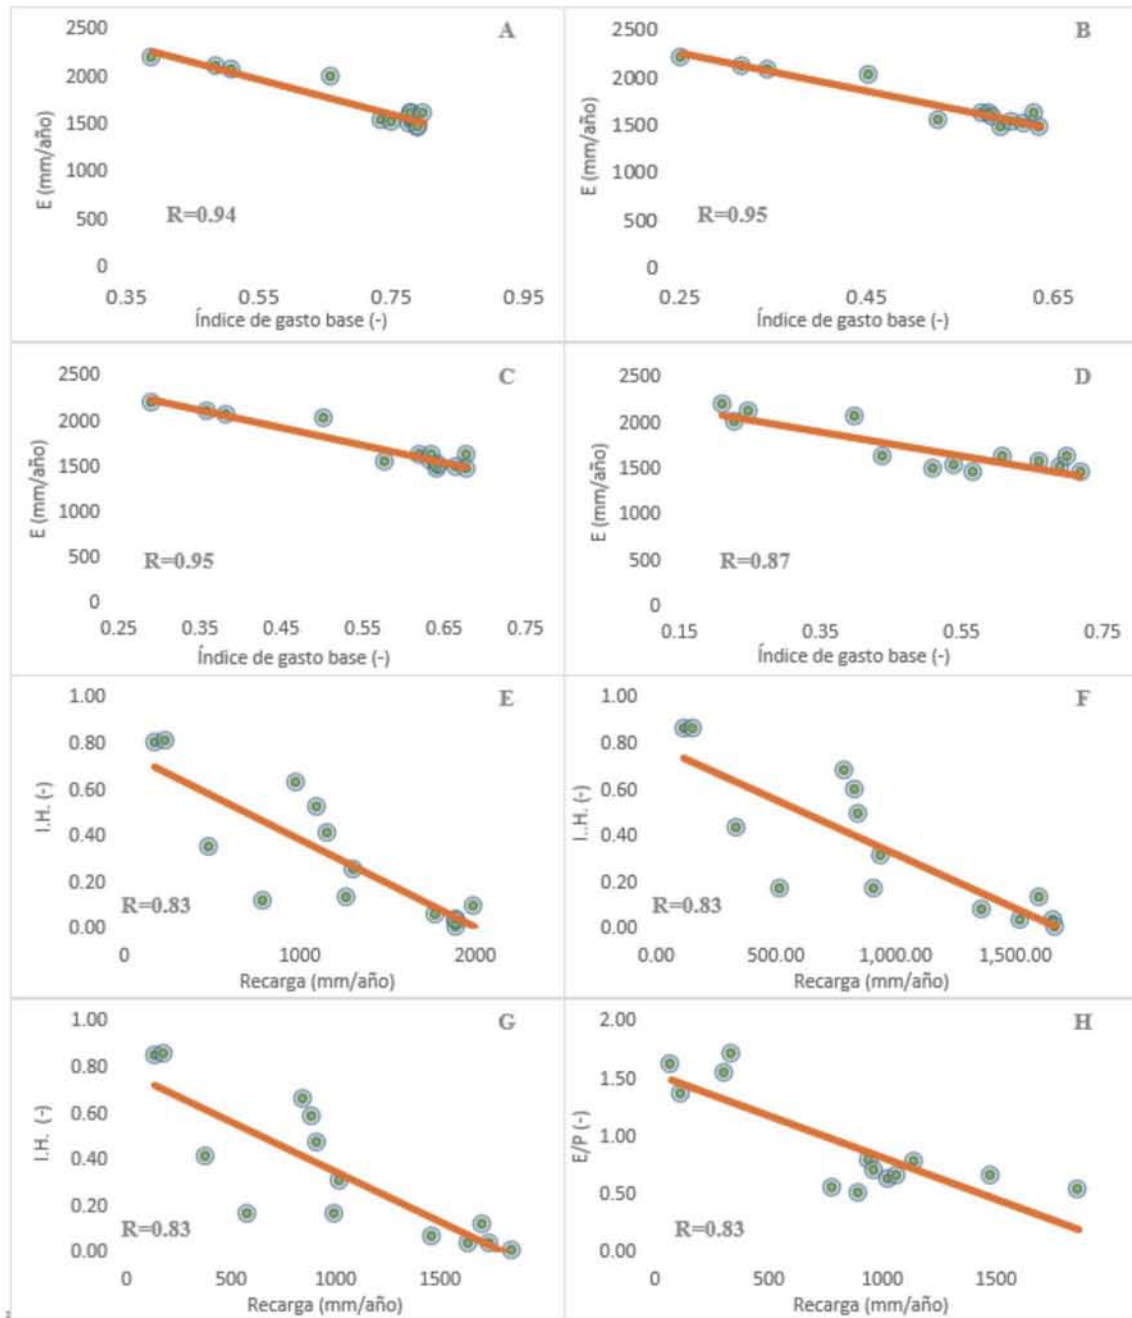 A
2500
2000
1500
1000
500
0
E (mm/año)
R=0.94
0.35 0.55 0.75 0.95
Índice de gasto base (-)
B
2500
2000
1500
1000
500
0
E (mm/año)
R=0.95
0.25 0.45 0.65
Índice de gasto base (-)
C
2500
2000
1500
1000
500
0
E (mm/año)
R=0.95
0.25 0.35 0.45 0.55 0.65 0.75
Índice de gasto base (-)
D
2500
2000
1500
1000
500
0
E (mm/año)
R=0.87
0.15 0.35 0.55 0.75
Índice de gasto base (-)
E
1.00
0.80
0.60
0.40
0.20
0.00
I.H. (-)
R=0.83
0 1000 2000
Recarga (mm/año)
F
1.00
0.80
0.60
0.40
0.20
0.00
I..H. (-)
R=0.83
0.00 500.00 1,000.00 1,500.00
Recarga (mm/año)
G
1.00
0.80
0.60
0.40
0.20
0.00
I.H. (-)
R=0.83
0 500 1000 1500
Recarga (mm/año)
H
2.00
1.50
1.00
0.50
0.00
E/P (-)
R=0.83
0 500 1000 1500
Recarga (mm/año)